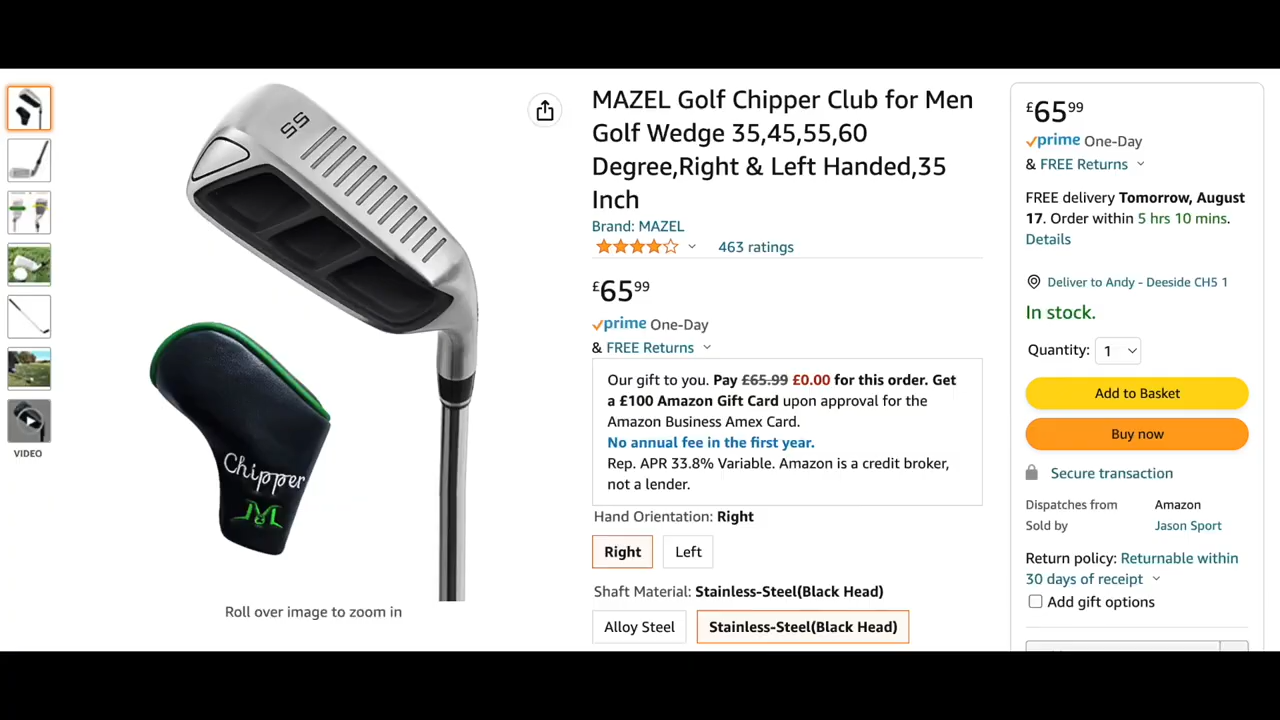 55
Chipper
M
VIDEO
Roll over image to zoom in
MAZEL Golf Chipper Club for Men
Golf Wedge 35,45,55,60
Degree,Right & Left Handed,35
Inch
Brand: MAZEL
463 ratings
£65⁹⁹
prime One-Day
& FREE Returns
Our gift to you. Pay £65.99 £0.00 for this order. Get
a £100 Amazon Gift Card upon approval for the
Amazon Business Amex Card.
No annual fee in the first year.
Rep. APR 33.8% Variable. Amazon is a credit broker,
not a lender.
Hand Orientation: Right
Right
Left
Shaft Material: Stainless-Steel(Black Head)
Alloy Steel
Stainless-Steel(Black Head)
£65⁹⁹
prime One-Day
& FREE Returns
FREE delivery Tomorrow, August
17. Order within 5 hrs 10 mins.
Details
Deliver to Andy - Deeside CH5 1
In stock.
Quantity: 1
Add to Basket
Buy now
Secure transaction
Dispatches from Amazon
Sold by Jason Sport
Return policy: Returnable within
30 days of receipt
Add gift options